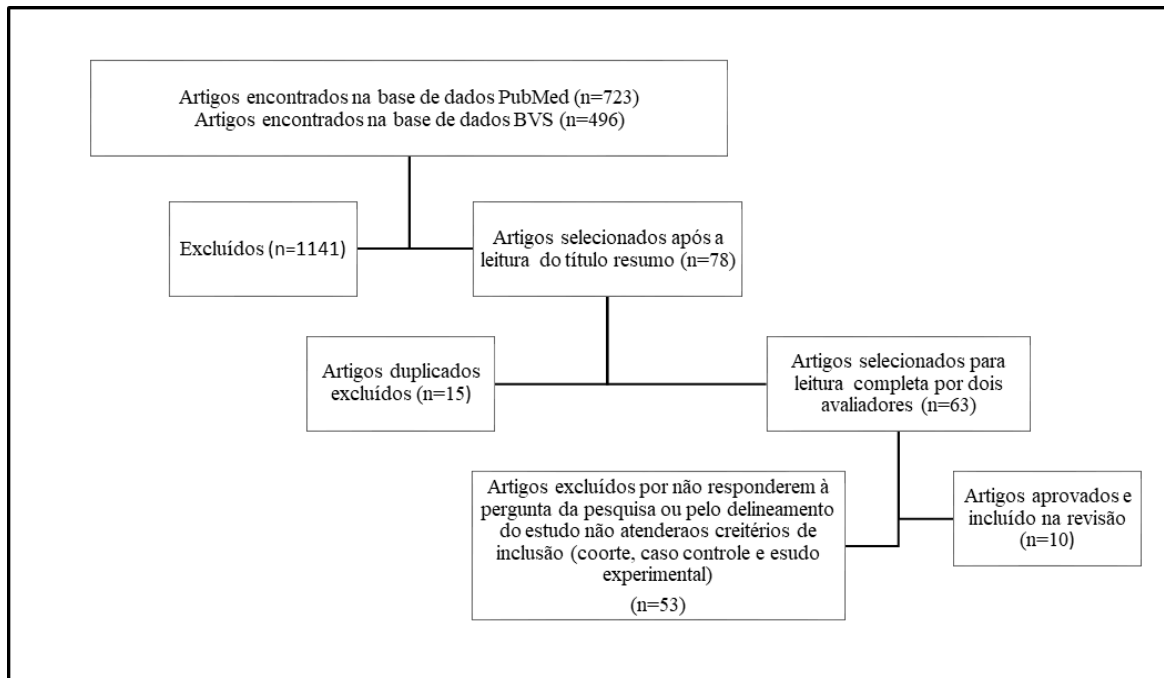 Artigos encontrados na base de dados PubMed (n=723)
Artigos encontrados na base de dados BVS (n=496)
Excluídos (n=1141)
Artigos selecionados após a
leitura do título resumo (n=78)
Artigos duplicados
excluídos (n=15)
Artigos selecionados para
leitura completa por dois
avaliadores (n=63)
Artigos excluídos por não responderem à
pergunta da pesquisa ou pelo delineamento
do estudo não atenderaos creitérios de
inclusão (coorte, caso controle e esudo
experimental)
(n=53)
Artigos aprovados e
incluído na revisão
(n=10)